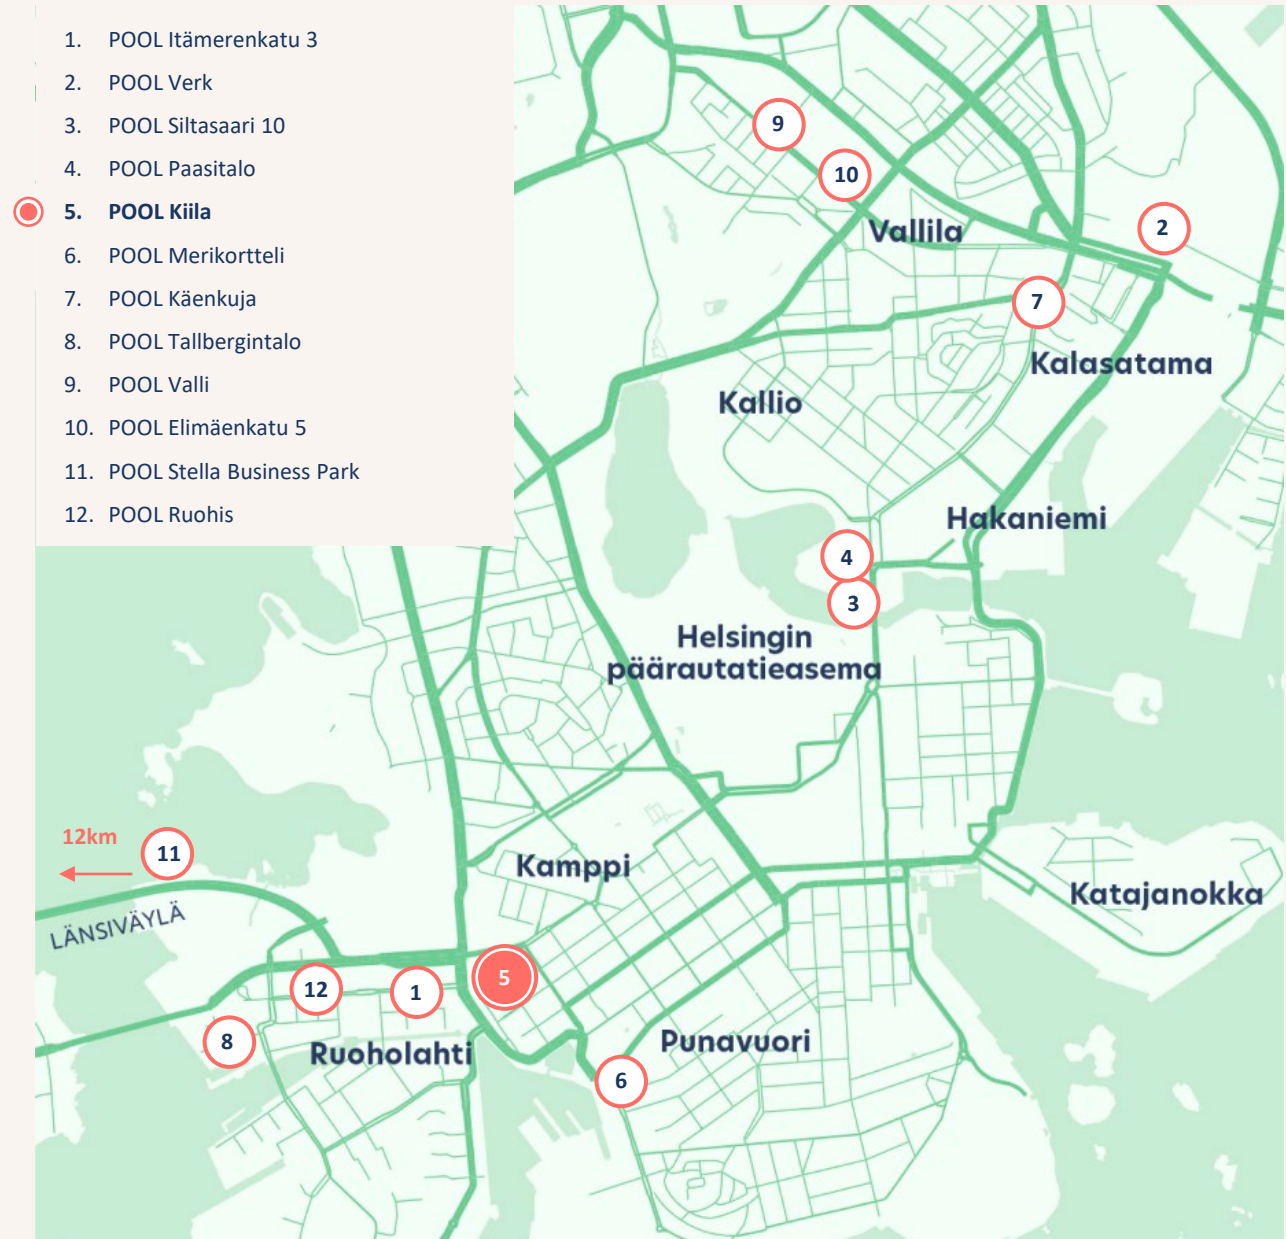 1. POOL Itämerenkatu 3
2. POOL Verk
3. POOL Siltasaari 10
4. POOL Paasitalo
5. POOL Kiila
6. POOL Merikortteli
7. POOL Käenkuja
8. POOL Tallbergintalo
9. POOL Valli
10. POOL Elimäenkatu 5
11. POOL Stella Business Park
12. POOL Ruohis
9
10
2
Vallila
7
Kalasatama
Kallio
Hakaniemi
4
3
Helsingin
päärautatieasema
12km
11
Kamppi
Katajanokka
LÄNSIVÄYLÄ
5
12
1
8
Ruoholahti
Punavuori
6